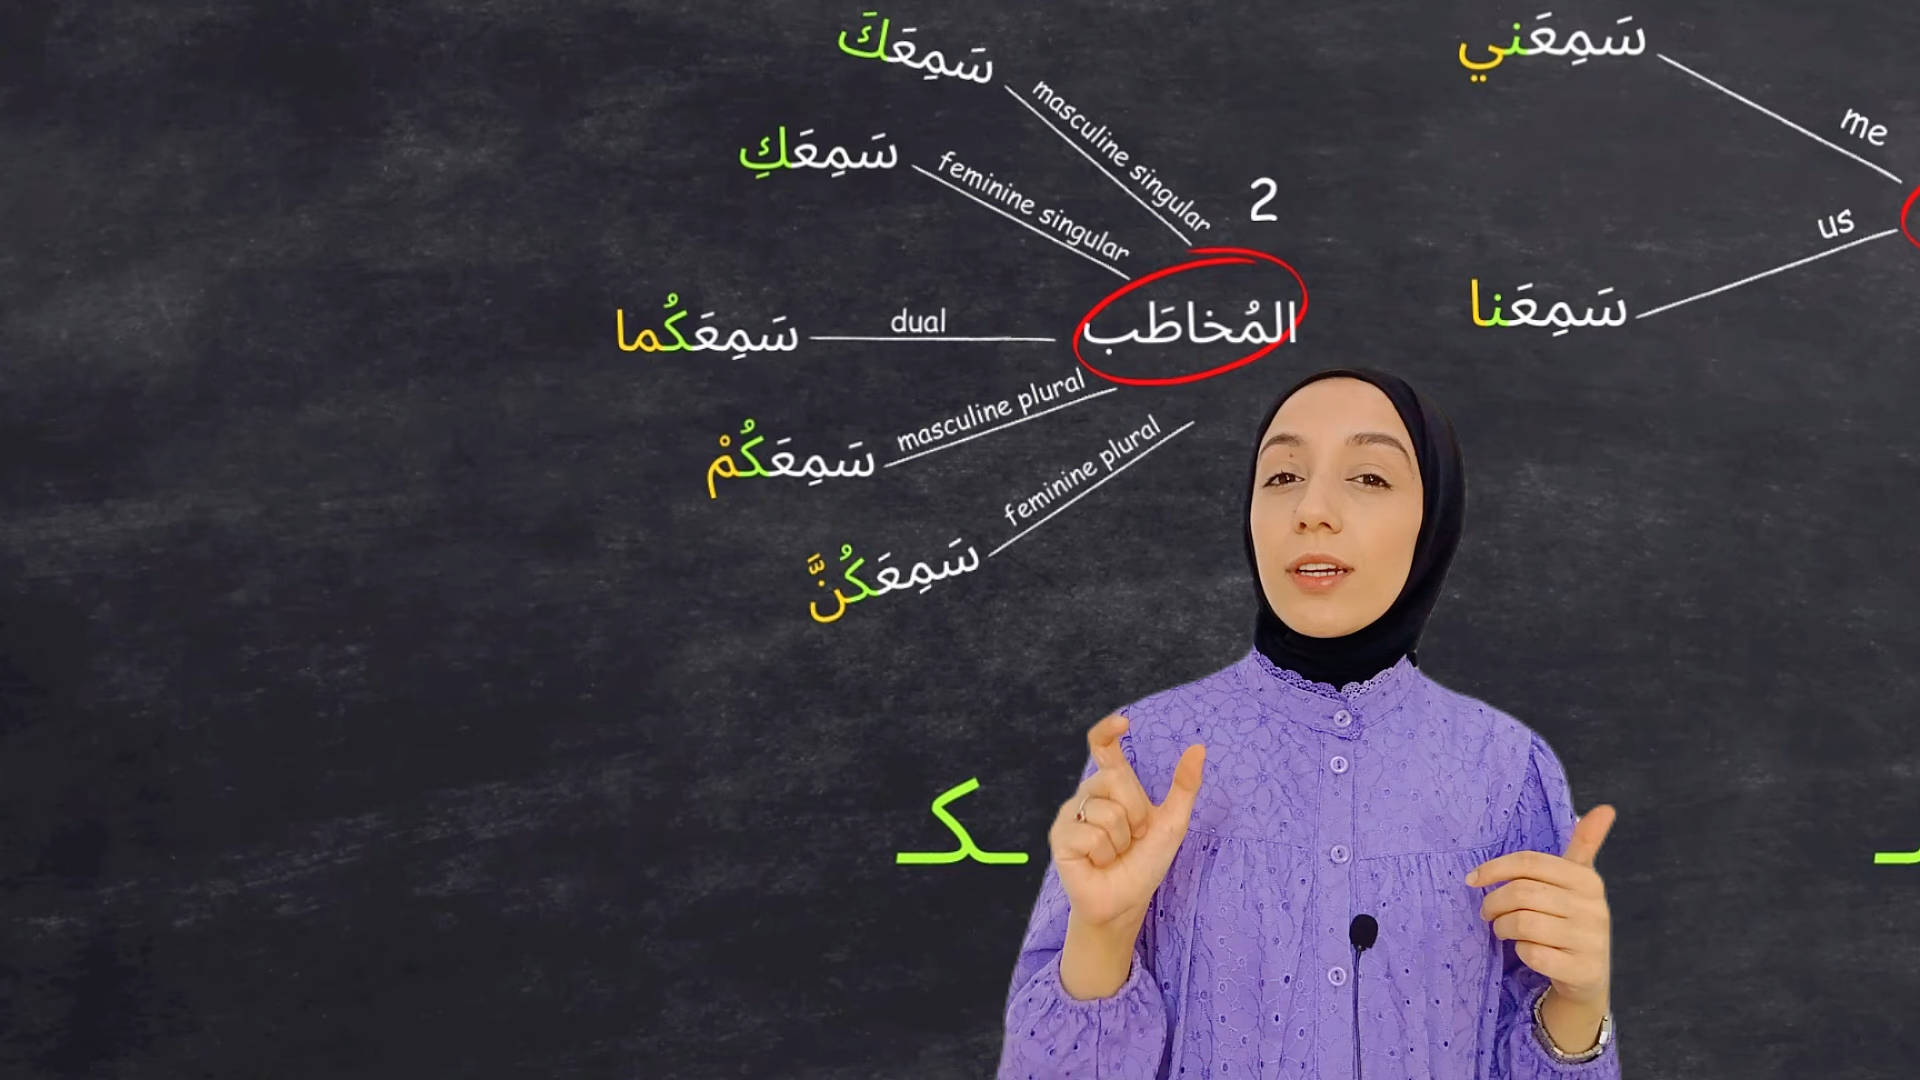 سَمِعَني
me
us
سَمِعَنا
2
المُخاطَب
سَمِعَكَ
masculine singular
سَمِعَكِ
feminine singular
سَمِعَكُما
dual
سَمِعَكُمْ
masculine plural
سَمِعَكُنَّ
feminine plural
ـكـ